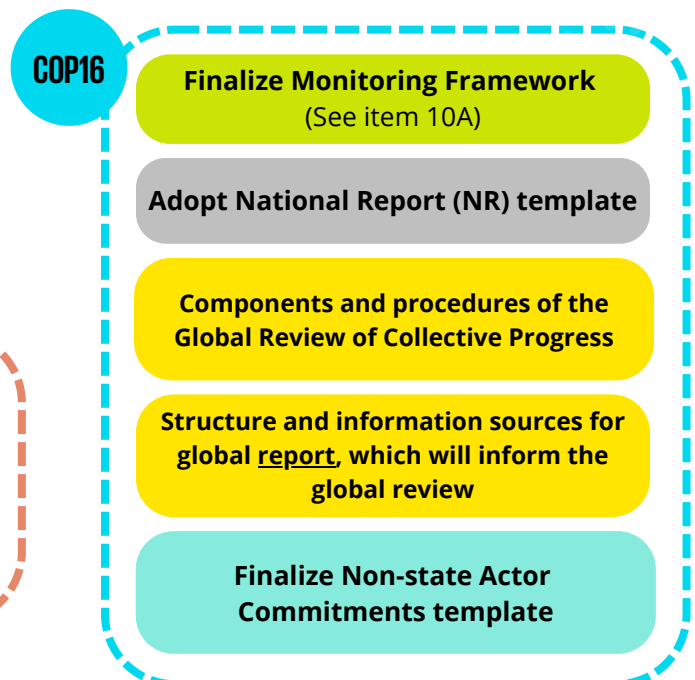 COP16
Finalize Monitoring Framework
(See item 10A)
Adopt National Report (NR) template
Components and procedures of the
Global Review of Collective Progress
Structure and information sources for
global report, which will inform the
global review
Finalize Non-state Actor
Commitments template